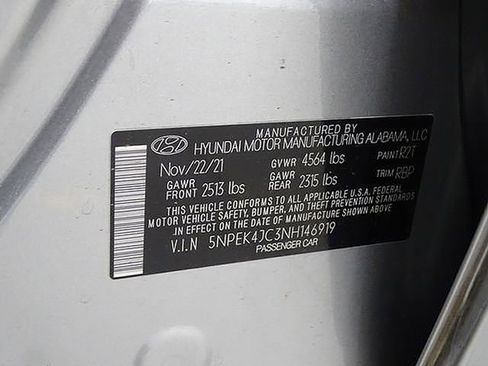 MANUFACTURED BY
HYUNDAI MOTOR MANUFACTURING ALABAMA, LLC
Nov/22/21 GVWR 4564 lbs PAINT R2T
GAWR FRONT 2513 lbs GAWR REAR 2315 lbs TRIM RBP
THIS VEHICLE CONFORMS TO ALL APPLICABLE U.S.A. FEDERAL
MOTOR VEHICLE SAFETY, BUMPER, AND THEFT PREVENTION STANDARDS
IN EFFECT ON THE DATE OF MANUFACTURE SHOWN ABOVE.
V.I.N 5NPEK4JC3NH146919
PASSENGER CAR